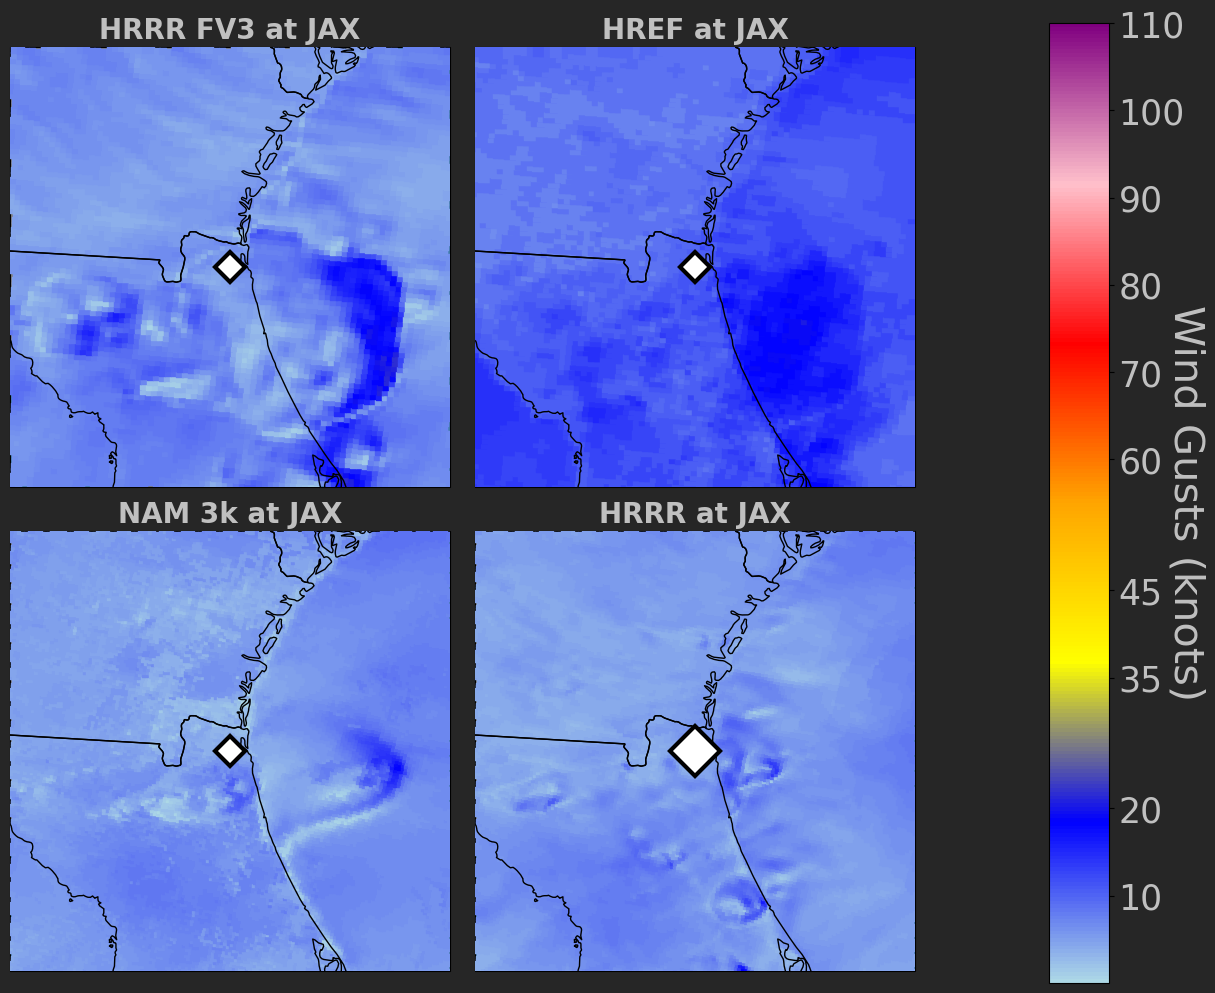 HRRR FV3 at JAX
HREF at JAX
NAM 3k at JAX
HRRR at JAX
110
100
90
80
70
60
45
35
20
10
Wind Gusts (knots)